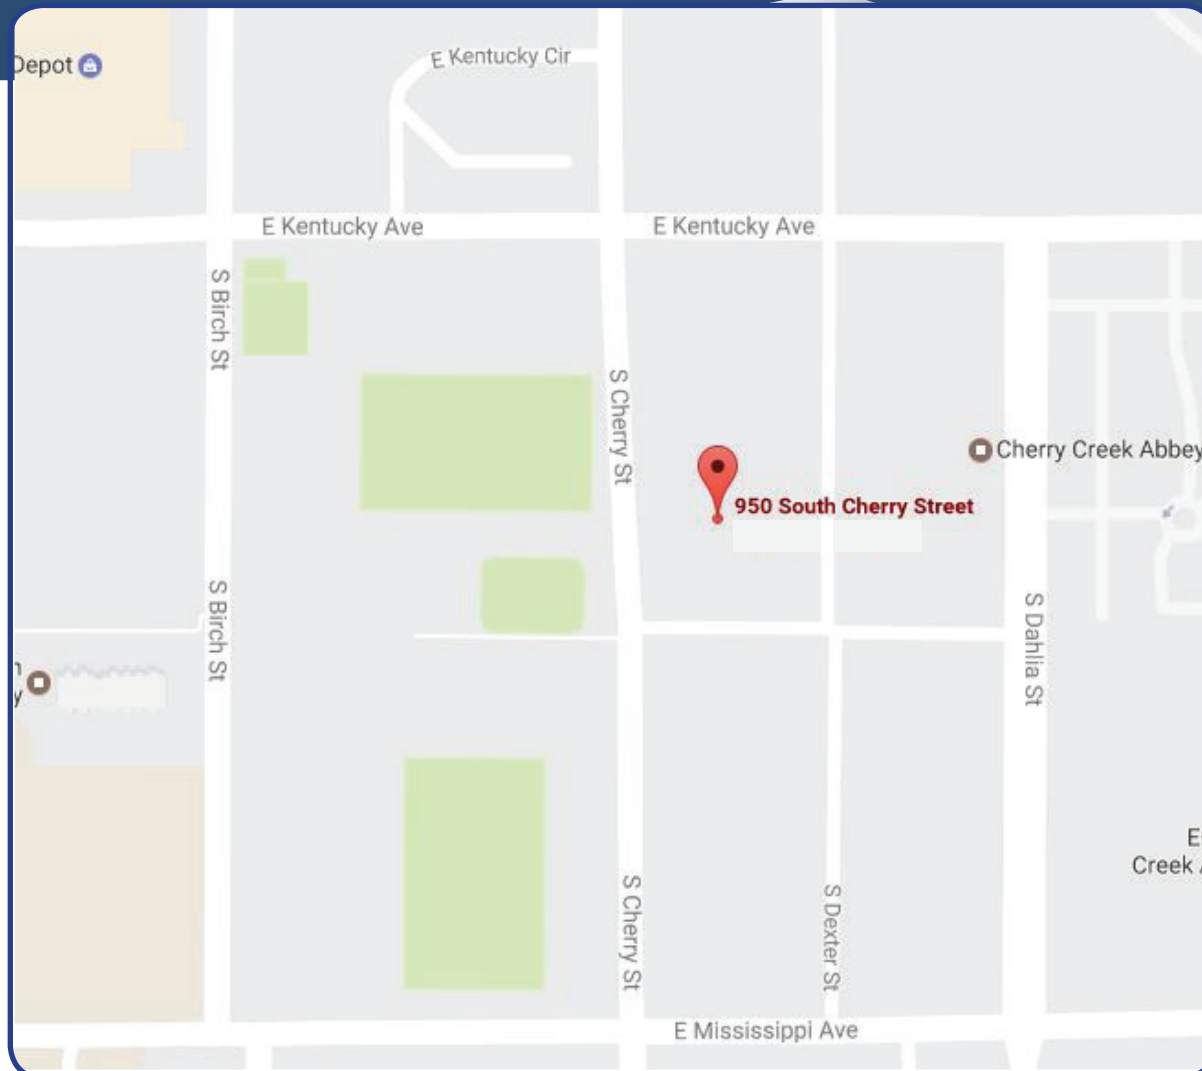 E Kentucky Cir
Depot
E Kentucky Ave
E Kentucky Ave
S Birch St
S Cherry St
Cherry Creek Abbey
950 South Cherry Street
S Birch St
S Dahlia St
n
y
E
Creek
S Cherry St
S Dexter St
E Mississippi Ave